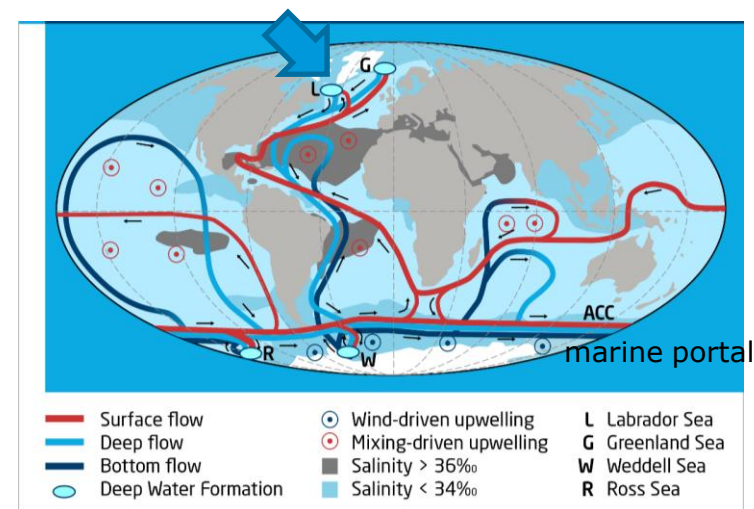 G
L
ACC
marine portal
R
W
Surface flow
Deep flow
Bottom flow
Deep Water Formation
Wind-driven upwelling
Mixing-driven upwelling
Salinity > 36‰
Salinity < 34‰
L Labrador Sea
G Greenland Sea
W Weddell Sea
R Ross Sea